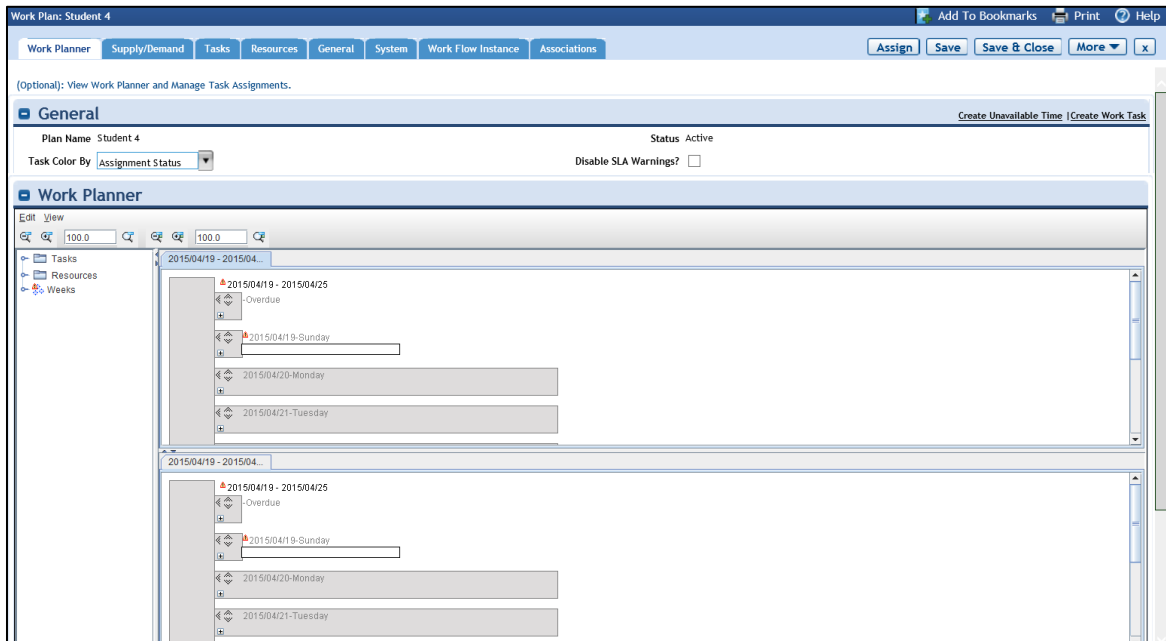 Work Plan: Student 4
Add To Bookmarks Print Help
Work Planner Supply/Demand Tasks Resources General System Work Flow Instance Associations
Assign Save Save & Close More x
(Optional): View Work Planner and Manage Task Assignments.
General
Create Unavailable Time | Create Work Task
Plan Name Student 4 Status Active
Task Color By Assignment Status Disable SLA Warnings?
Work Planner
Edit View
100.0 100.0
Tasks
Resources
Weeks
2015/04/19 - 2015/04...
2015/04/19 - 2015/04/25
-Overdue
2015/04/19-Sunday
2015/04/20-Monday
2015/04/21-Tuesday
2015/04/19 - 2015/04...
2015/04/19 - 2015/04/25
-Overdue
2015/04/19-Sunday
2015/04/20-Monday
2015/04/21-Tuesday